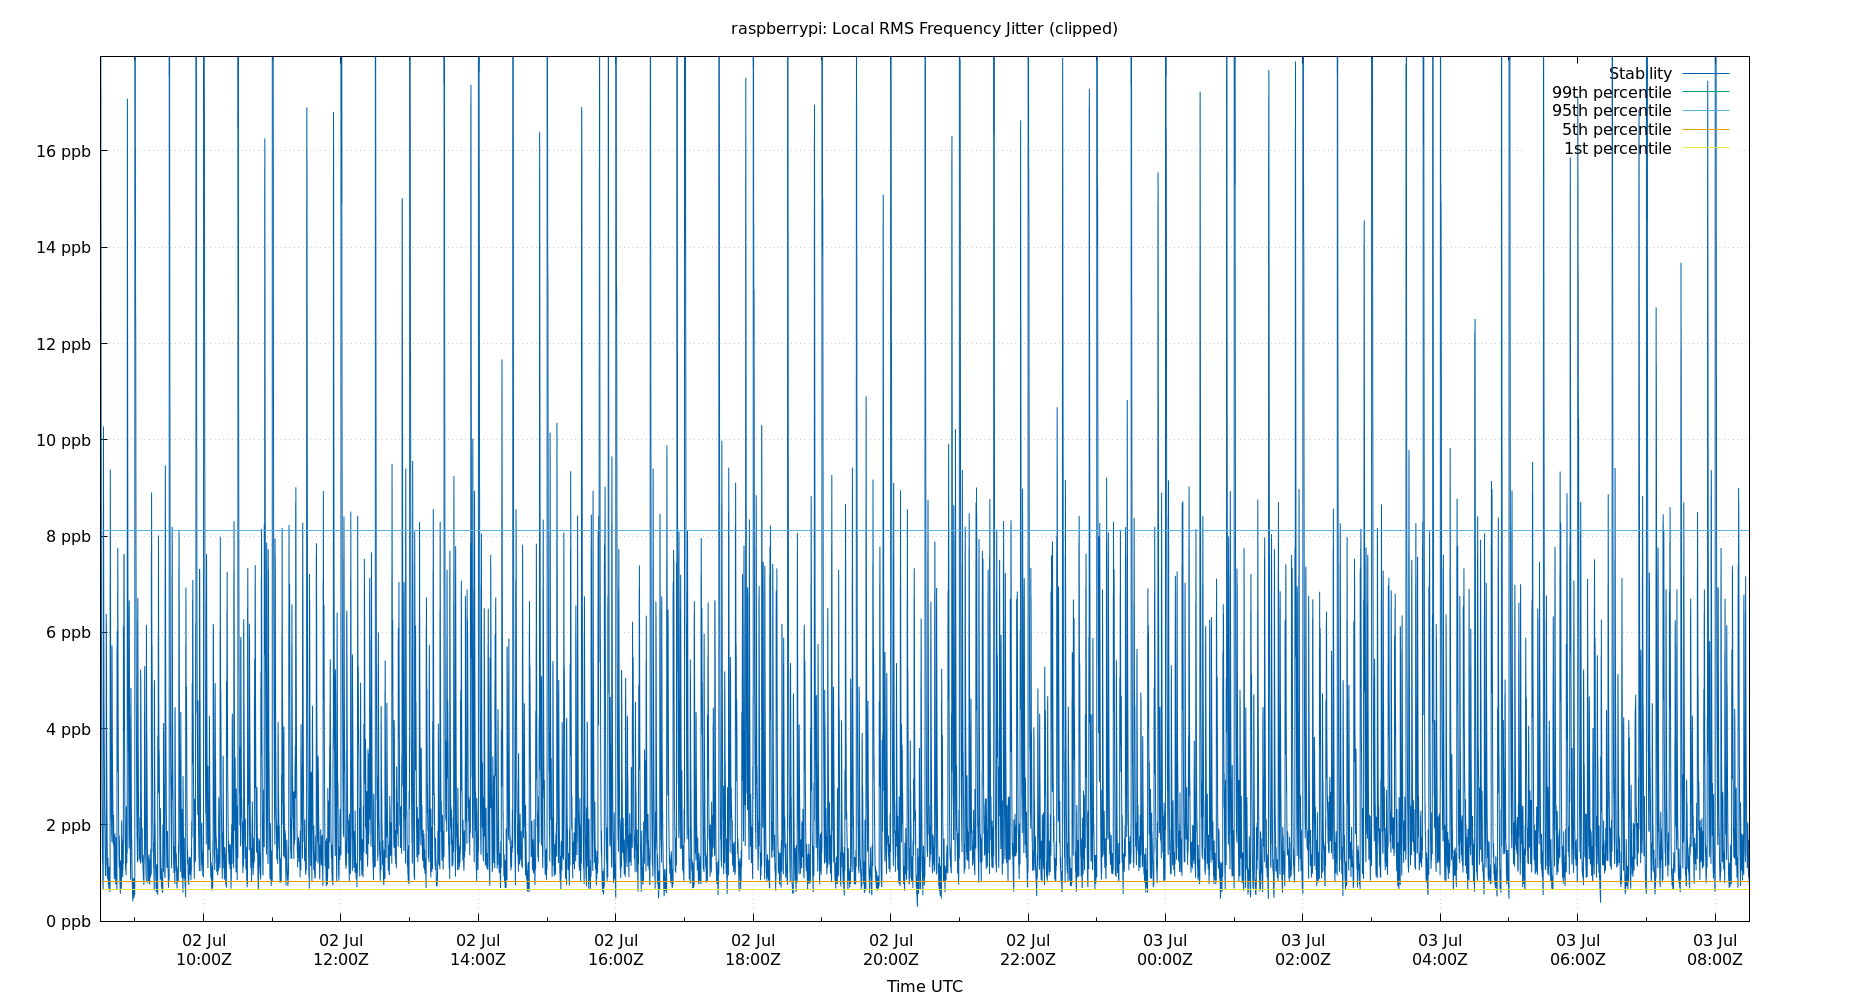 raspberrypi: Local RMS Frequency Jitter (clipped)
Stability
99th percentile
95th percentile
5th percentile
1st percentile
16 ppb
14 ppb
12 ppb
10 ppb
8 ppb
6 ppb
4 ppb
2 ppb
0 ppb
02 Jul 02 Jul 02 Jul 02 Jul 02 Jul 02 Jul 02 Jul 03 Jul 03 Jul 03 Jul 03 Jul 03 Jul
10:00Z 12:00Z 14:00Z 16:00Z 18:00Z 20:00Z 22:00Z 00:00Z 02:00Z 04:00Z 06:00Z 08:00Z
Time UTC